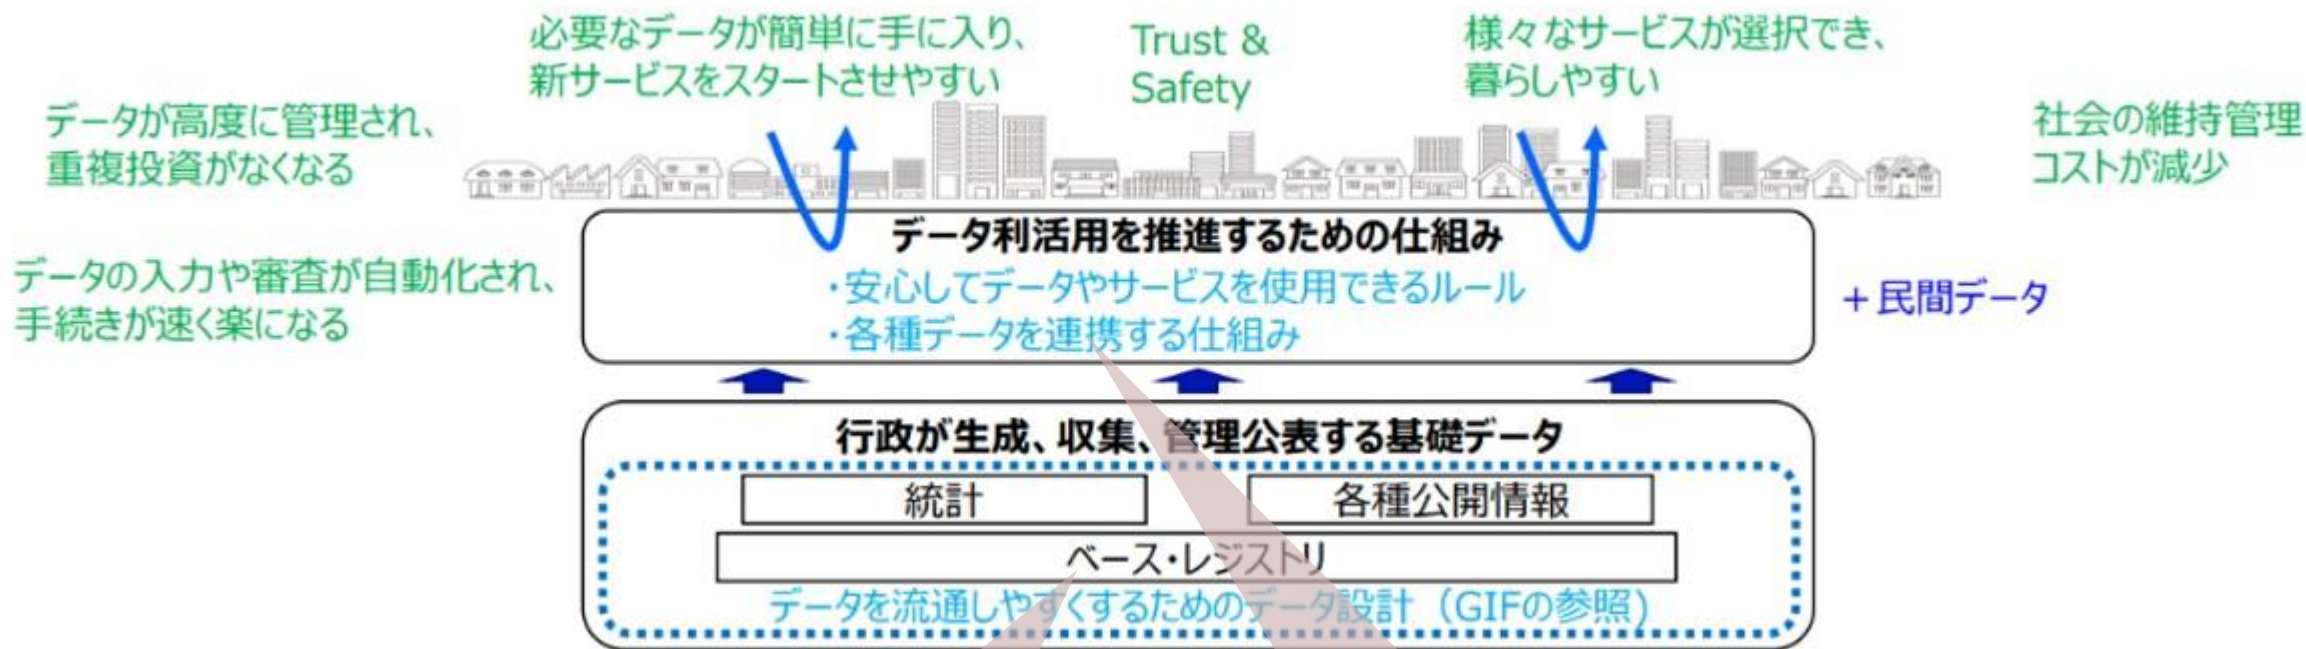 必要なデータが簡単に手に入り、
新サービスをスタートさせやすい
Trust &
Safety
様々なサービスが選択でき、
暮らしやすい
データが高度に管理され、
重複投資がなくなる
社会の維持管理
コストが減少
データの入力や審査が自動化され、
手続きが速く楽になる
データ利活用を推進するための仕組み
・安心してデータやサービスを使用できるルール
・各種データを連携する仕組み
+民間データ
行政が生成、収集、管理公表する基礎データ
統計
各種公開情報
ベース・レジストリ
データを流通しやすくするためのデータ設計（GIFの参照）